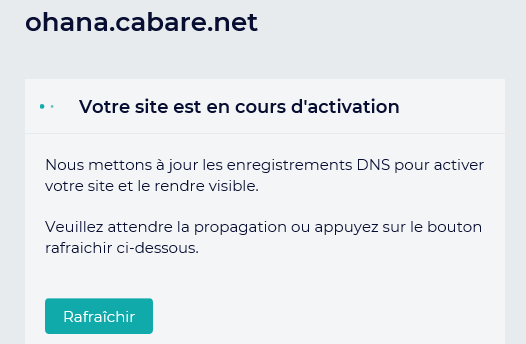 ohana.cabare.net
Votre site est en cours d'activation
Nous mettons à jour les enregistrements DNS pour activer
votre site et le rendre visible.
Veuillez attendre la propagation ou appuyez sur le bouton
rafraichir ci-dessous.
Rafraîchir